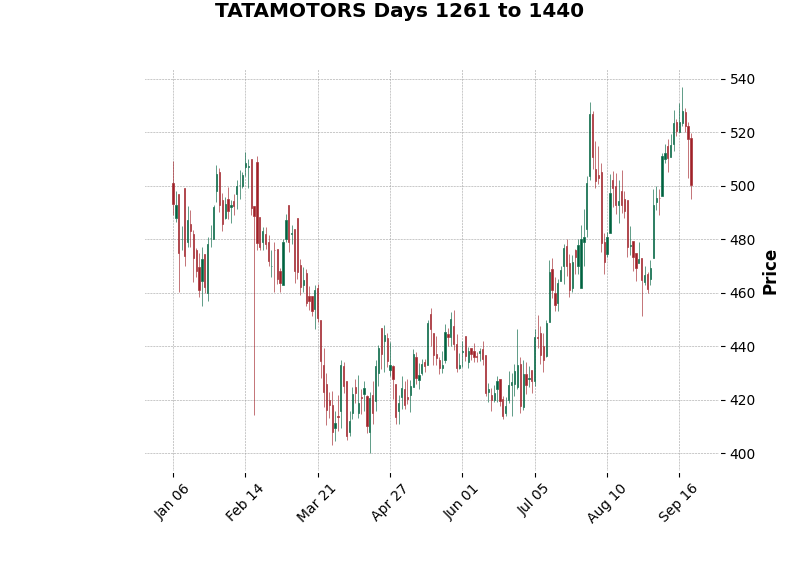 TATAMOTORS Days 1261 to 1440
540
520
500
480
460
440
420
400
Price
Jan 06
Feb 14
Mar 21
Apr 27
Jun 01
Jul 05
Aug 10
Sep 16